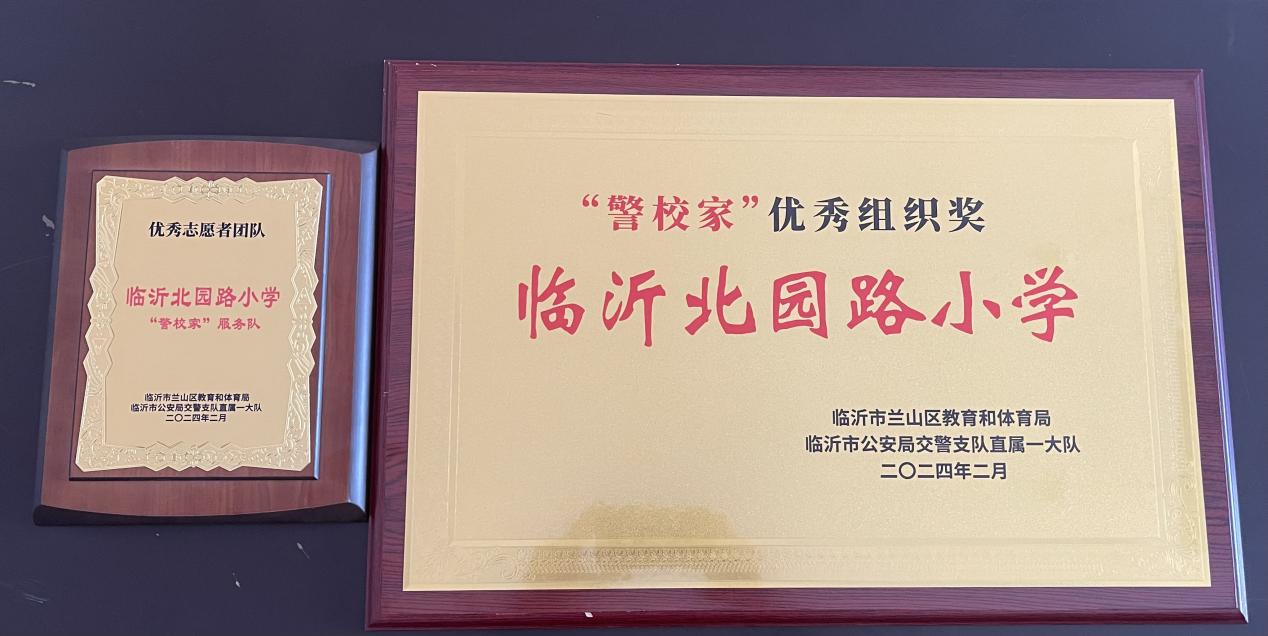 优秀志愿者团队
临沂北园路小学
“警校家”服务队
临沂市兰山区教育和体育局
临沂市公安局交警支队直属一大队
二〇二四年二月
“警校家”优秀组织奖
临沂北园路小学
临沂市兰山区教育和体育局
临沂市公安局交警支队直属一大队
二〇二四年二月